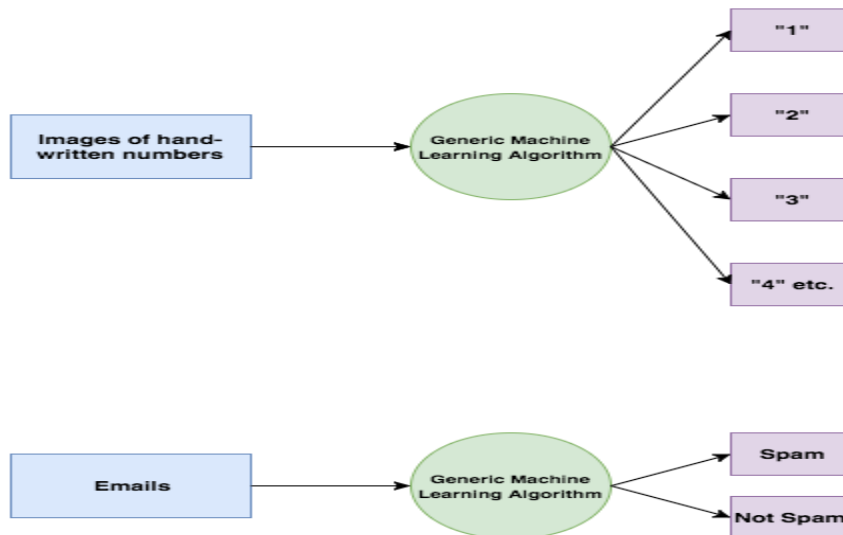 "1"
Images of hand-
written numbers
Generic Machine
Learning Algorithm
"2"
"3"
"4" etc.
Emails
Generic Machine
Learning Algorithm
Spam
Not Spam